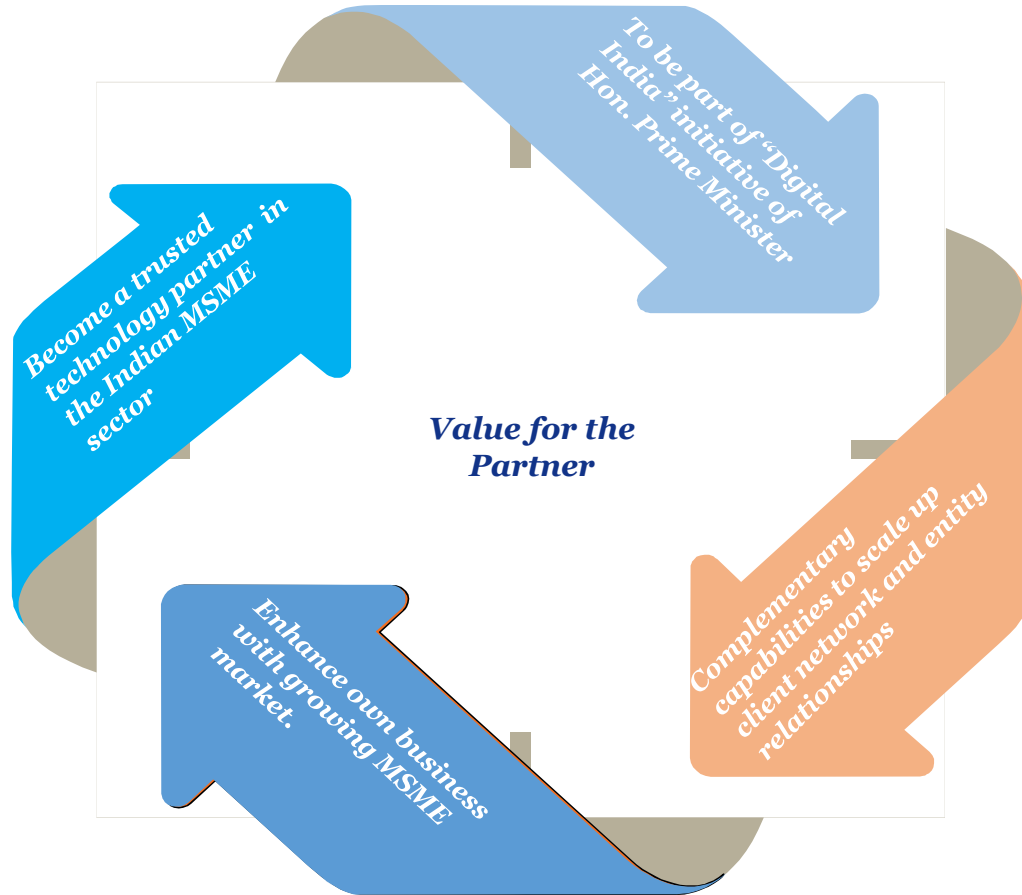 To be part of “Digital
India” initiative of
Hon. Prime Minister
Become a trusted
technology partner in
the Indian MSME
sector
Value for the
Partner
Complementary
capabilities to scale up
client network and entity
relationships
Enhance own business
with growing MSME
market.